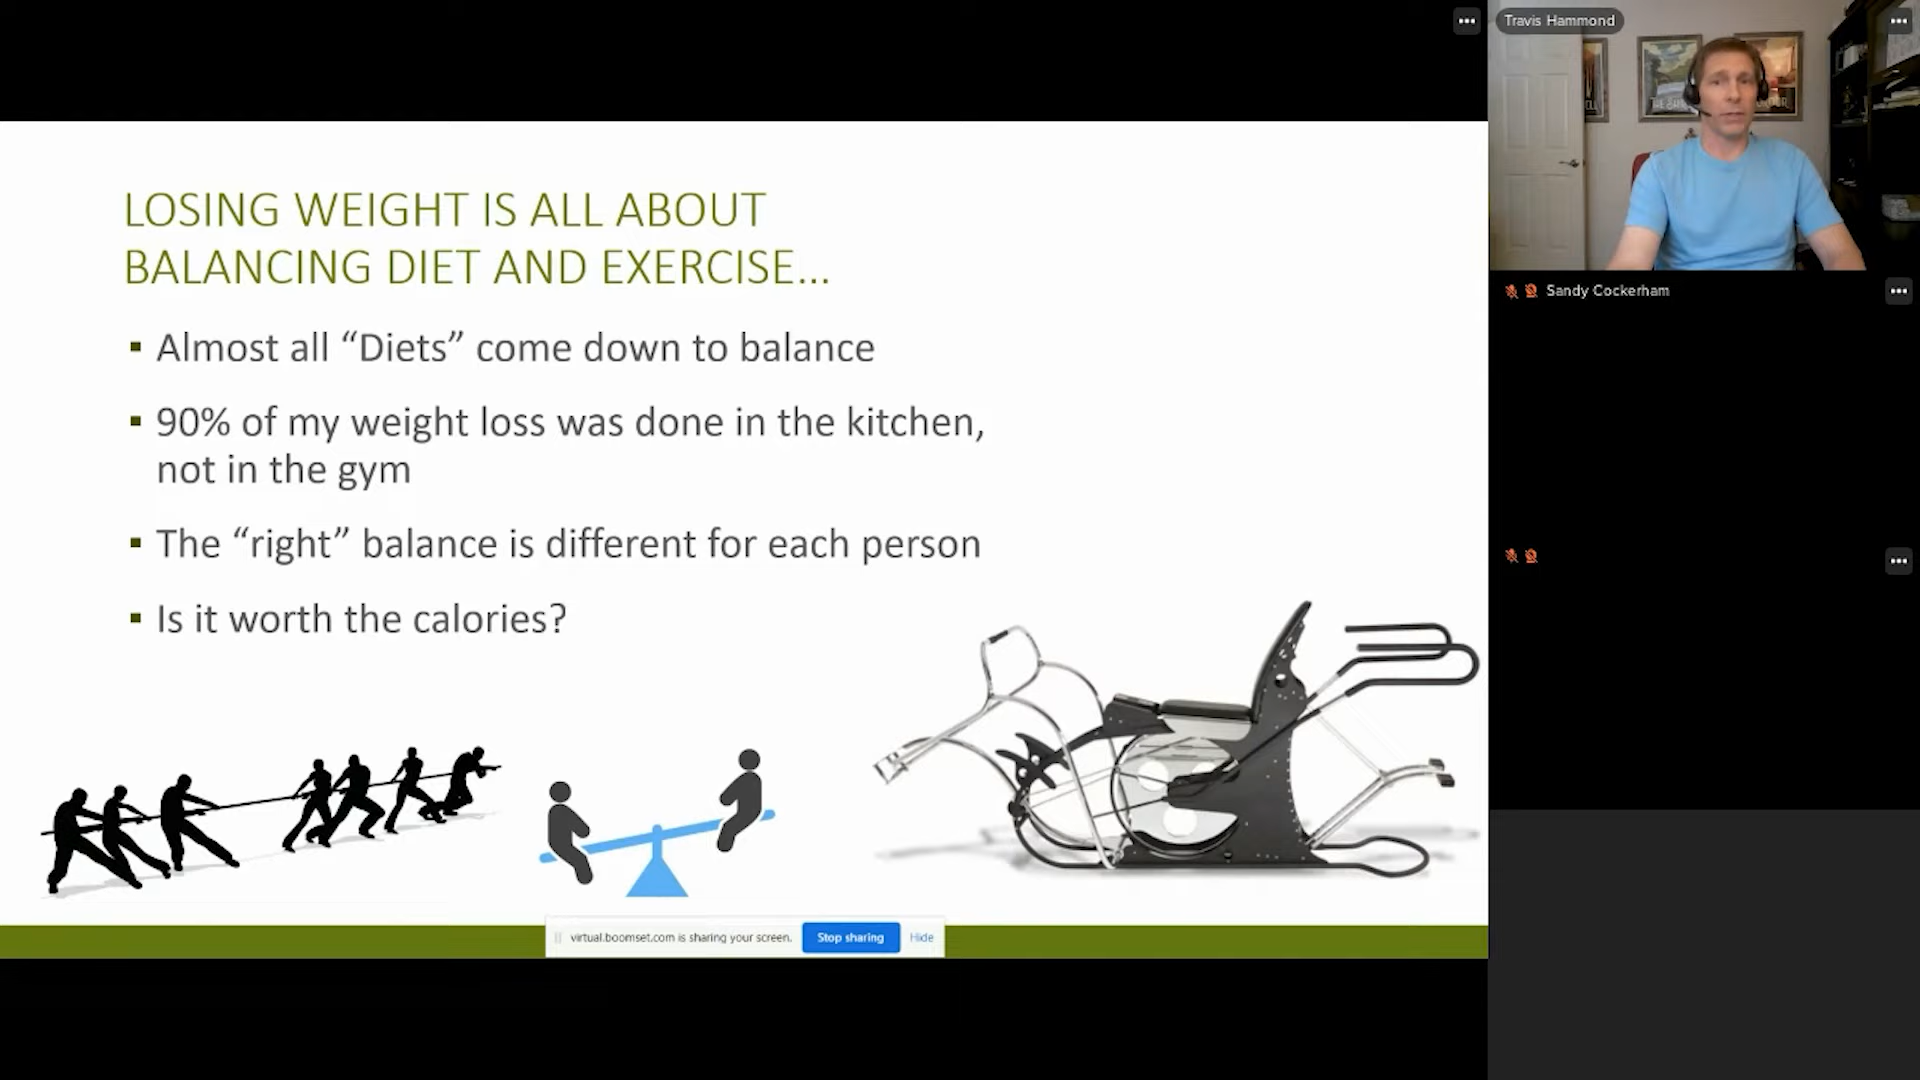 Travis Hammond
LOSING WEIGHT IS ALL ABOUT
BALANCING DIET AND EXERCISE...
▪ Almost all “Diets” come down to balance
▪ 90% of my weight loss was done in the kitchen,
not in the gym
▪ The “right” balance is different for each person
▪ Is it worth the calories?
virtual.boomset.com is sharing your screen.
Stop sharing
Hide
Sandy Cockerham